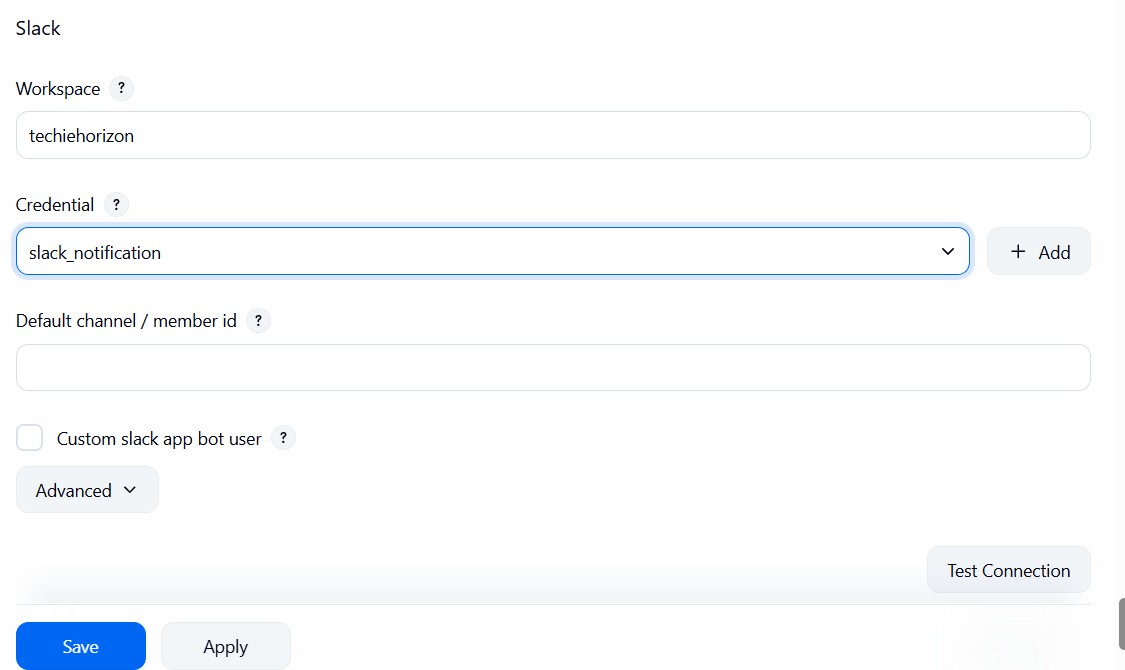 Slack
Workspace ?
techiehorizon
Credential ?
slack_notification
+ Add
Default channel / member id ?
Custom slack app bot user ?
Advanced
Test Connection
Save
Apply